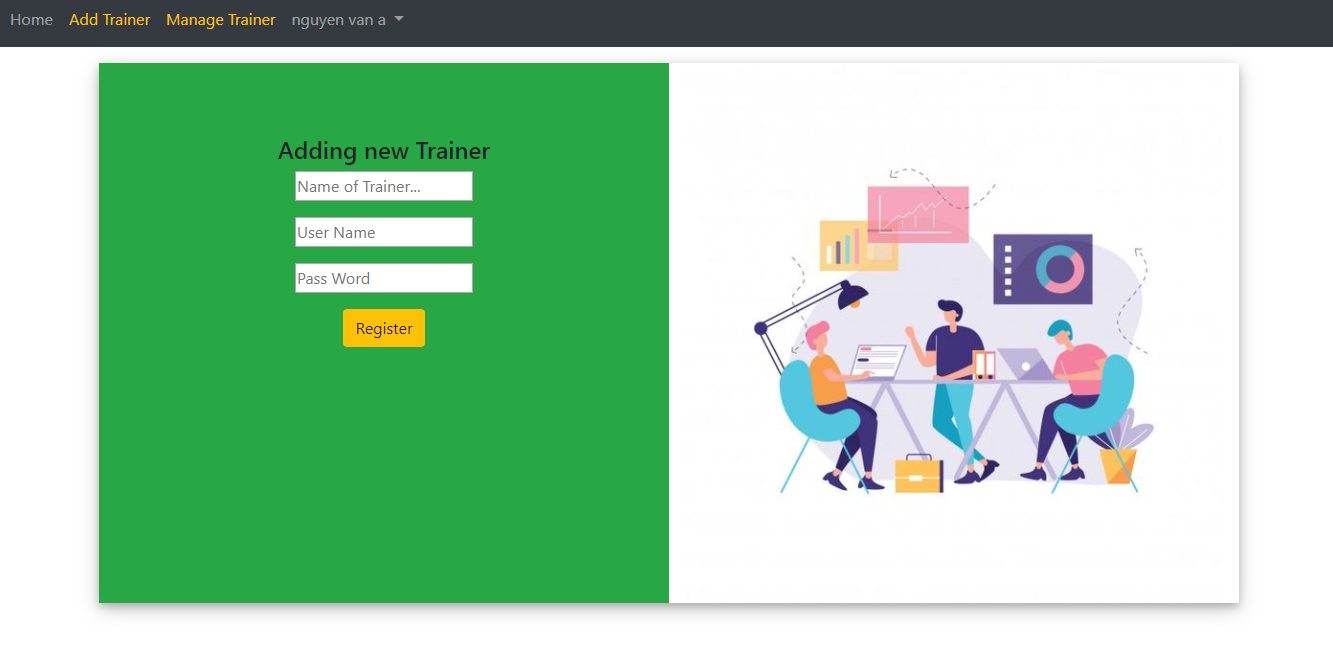 Home Add Trainer Manage Trainer nguyen van a
Adding new Trainer
Name of Trainer...
User Name
Pass Word
Register